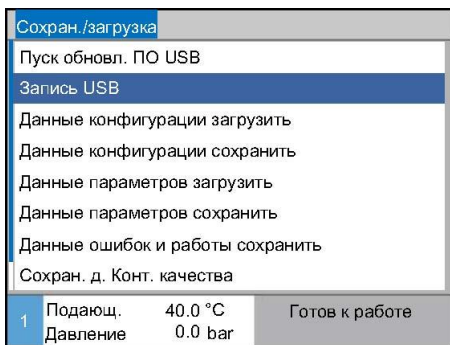 Сохран./загрузка
Пуск обновл. ПО USB
Запись USB
Данные конфигурации загрузить
Данные конфигурации сохранить
Данные параметров загрузить
Данные параметров сохранить
Данные ошибок и работы сохранить
Сохран. д. Конт. качества
1 Подающ. 40.0 °C Готов к работе
Давление 0.0 bar